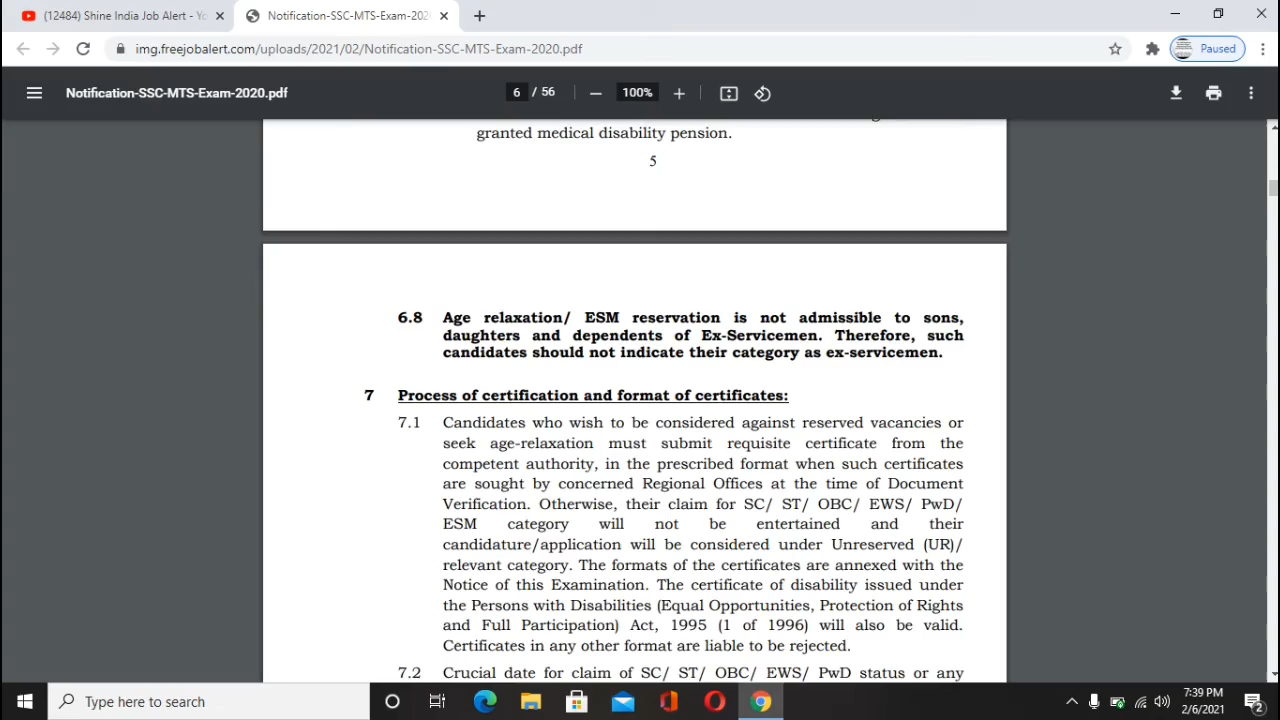 (12484) Shine India Job Alert - Yo
Notification-SSC-MTS-Exam-202
img.freejobalert.com/uploads/2021/02/Notification-SSC-MTS-Exam-2020.pdf
Paused
Notification-SSC-MTS-Exam-2020.pdf
6 / 56
100%
granted medical disability pension.
5
6.8 Age relaxation/ ESM reservation is not admissible to sons,
daughters and dependents of Ex-Servicemen. Therefore, such
candidates should not indicate their category as ex-servicemen.
7 Process of certification and format of certificates:
7.1 Candidates who wish to be considered against reserved vacancies or
seek age-relaxation must submit requisite certificate from the
competent authority, in the prescribed format when such certificates
are sought by concerned Regional Offices at the time of Document
Verification. Otherwise, their claim for SC/ ST/ OBC/ EWS/ PwD/
ESM category will not be entertained and their
candidature/application will be considered under Unreserved (UR)/
relevant category. The formats of the certificates are annexed with the
Notice of this Examination. The certificate of disability issued under
the Persons with Disabilities (Equal Opportunities, Protection of Rights
and Full Participation) Act, 1995 (1 of 1996) will also be valid.
Certificates in any other format are liable to be rejected.
7.2 Crucial date for claim of SC/ ST/ OBC/ EWS/ PwD status or any
Type here to search
7:39 PM
2/6/2021
2